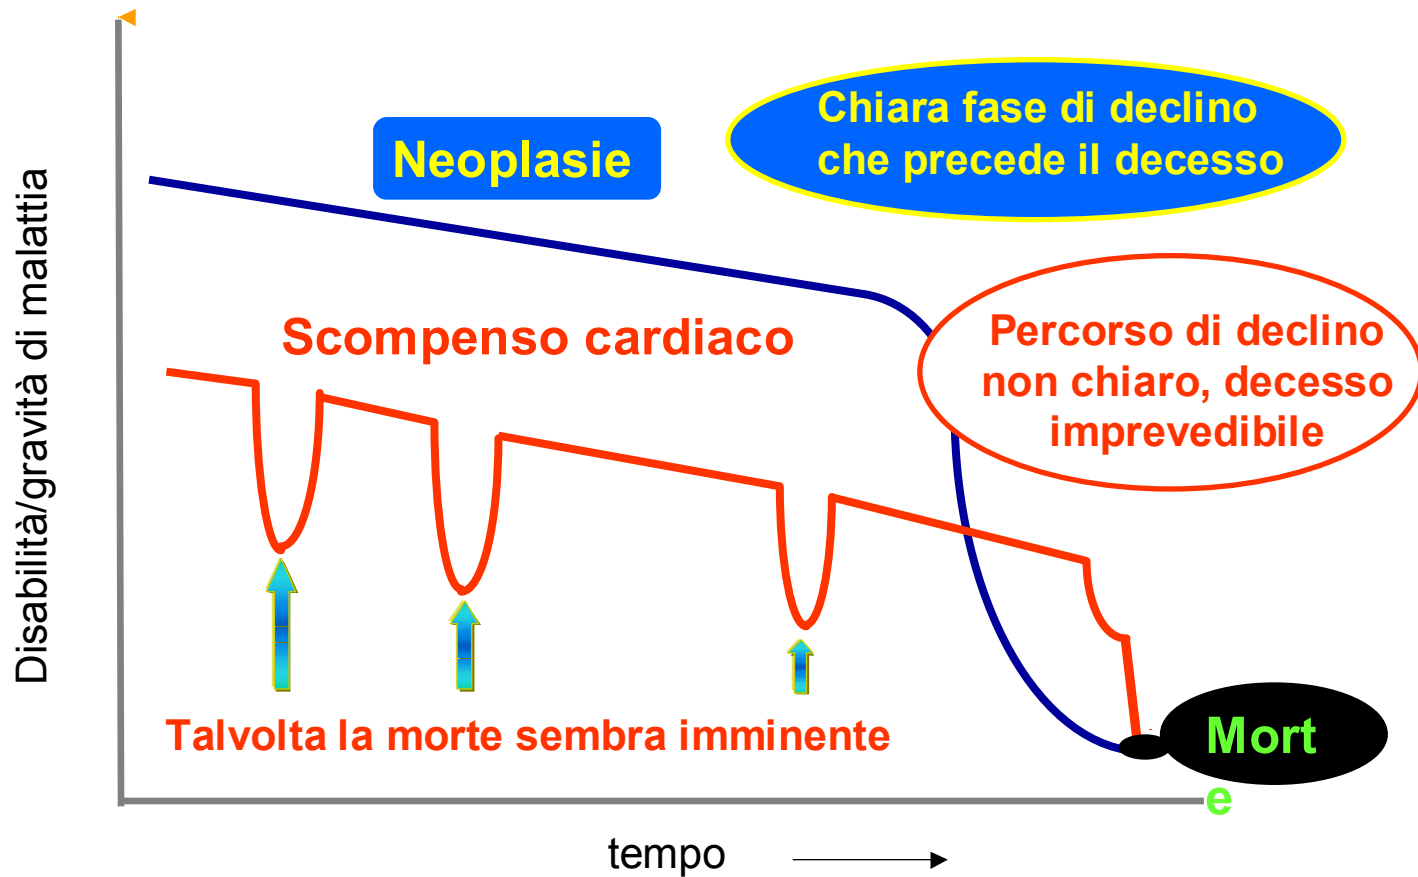 Chiara fase di declino
che precede il decesso
Neoplasie
Disabilità/gravità di malattia
Scompenso cardiaco
Percorso di declino
non chiaro, decesso
imprevedibile
Talvolta la morte sembra imminente
Mort
e
tempo